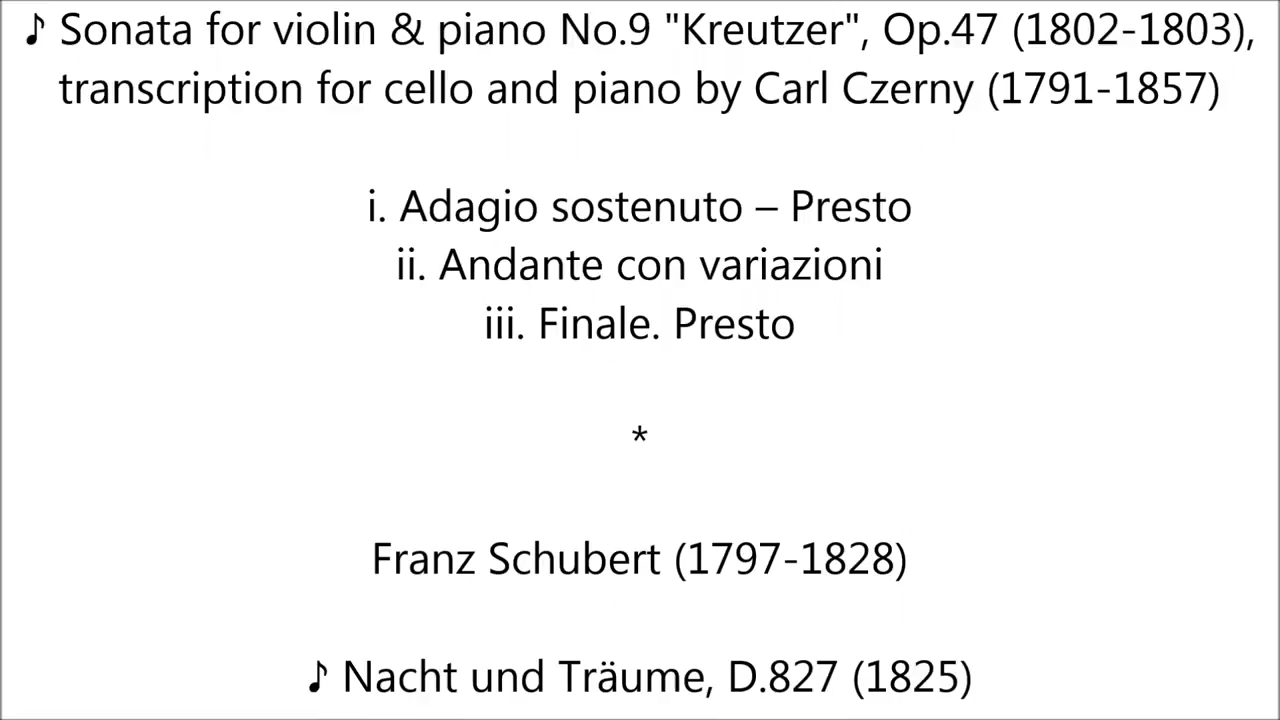 ♪ Sonata for violin & piano No.9 "Kreutzer", Op.47 (1802-1803),
transcription for cello and piano by Carl Czerny (1791-1857)
i. Adagio sostenuto – Presto
ii. Andante con variazioni
iii. Finale. Presto
*
Franz Schubert (1797-1828)
♪ Nacht und Träume, D.827 (1825)